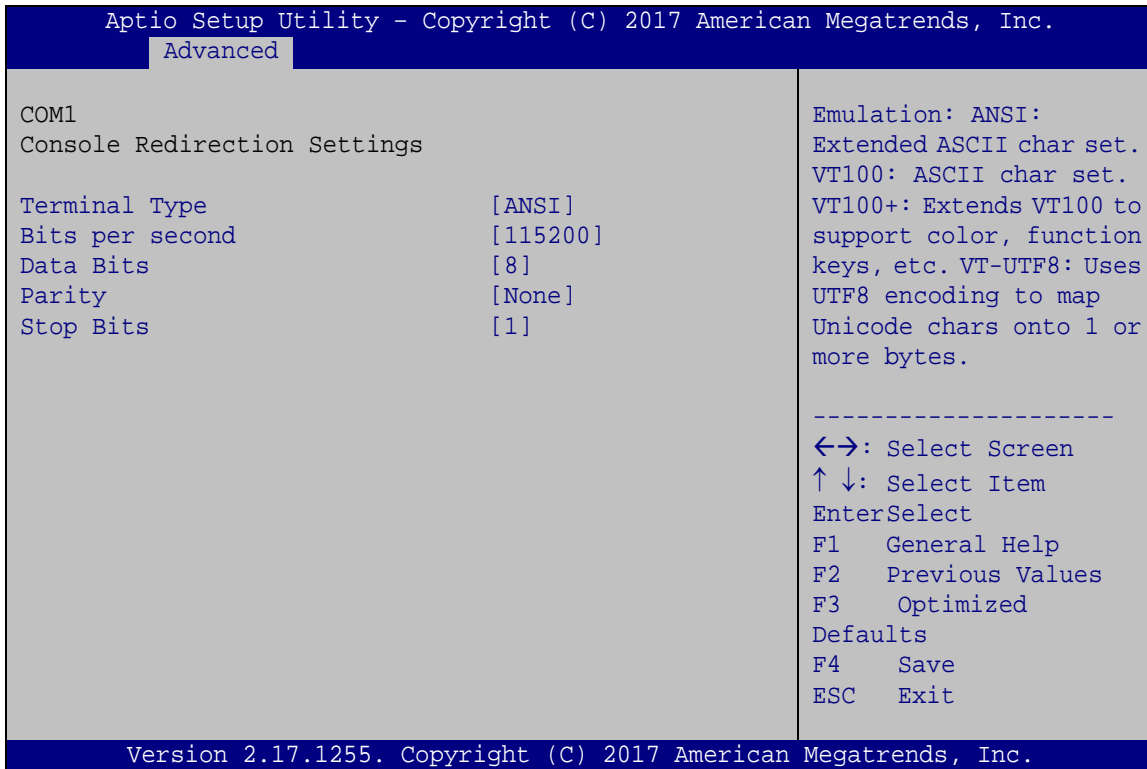 Aptio Setup Utility – Copyright (C) 2017 American Megatrends, Inc.
Advanced
COM1
Console Redirection Settings
Terminal Type [ANSI]
Bits per second [115200]
Data Bits [8]
Parity [None]
Stop Bits [1]
Emulation: ANSI:
Extended ASCII char set.
VT100: ASCII char set.
VT100+: Extends VT100 to
support color, function
keys, etc. VT-UTF8: Uses
UTF8 encoding to map
Unicode chars onto 1 or
more bytes.
---------------------
←→: Select Screen
↑ ↓: Select Item
EnterSelect
F1 General Help
F2 Previous Values
F3 Optimized
Defaults
F4 Save
ESC Exit
Version 2.17.1255. Copyright (C) 2017 American Megatrends, Inc.